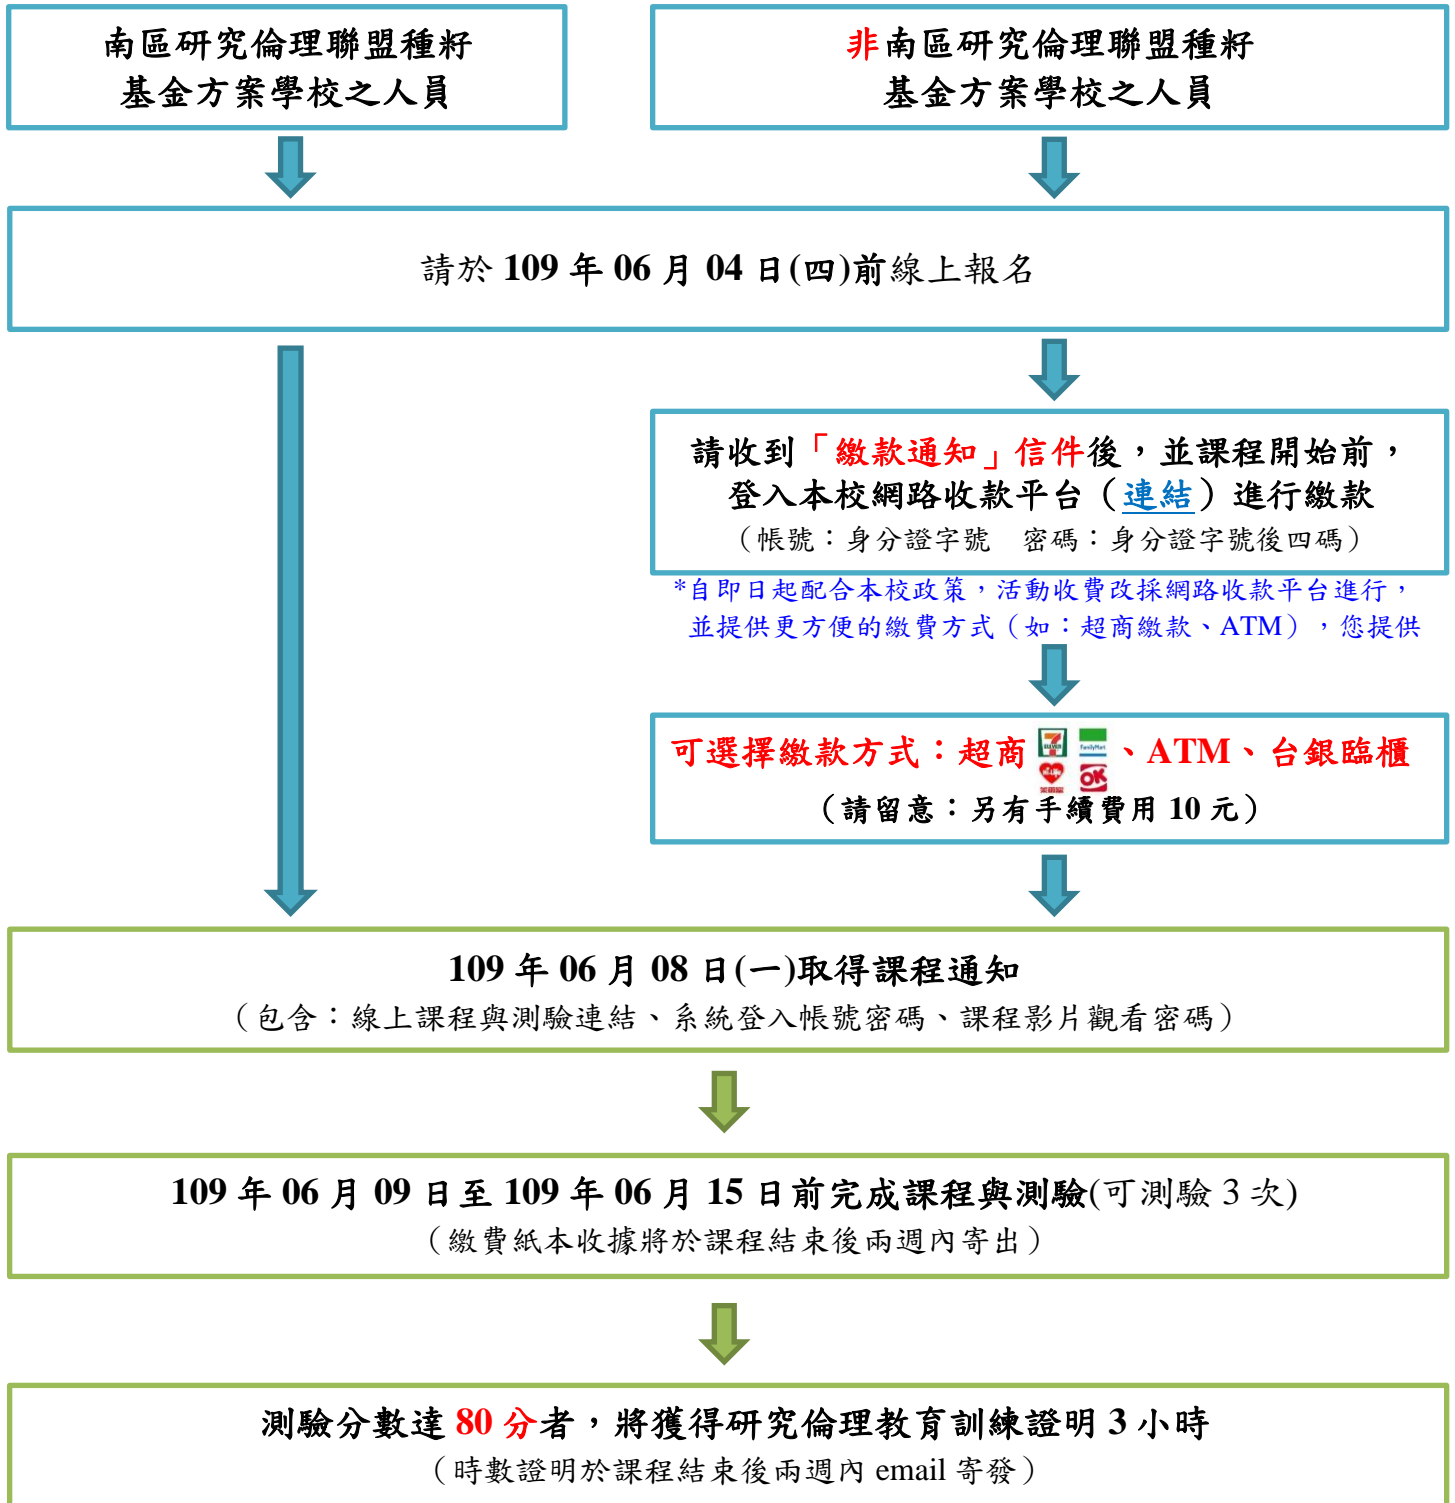 南區研究倫理聯盟種籽
基金方案學校之人員
非南區研究倫理聯盟種籽
基金方案學校之人員
請於 109 年 06 月 04 日(四)前線上報名
請收到「繳款通知」信件後，並課程開始前，
登入本校網路收款平台（連結）進行繳款
（帳號：身分證字號　密碼：身分證字號後四碼）
*自即日起配合本校政策，活動收費改採網路收款平台進行，
並提供更方便的繳費方式（如：超商繳款、ATM），您提供
可選擇繳款方式：超商 7 ELEVEN FamilyMart Hi-Life 萊爾富 OK 、ATM、台銀臨櫃
（請留意：另有手續費用 10 元）
109 年 06 月 08 日(一)取得課程通知
（包含：線上課程與測驗連結、系統登入帳號密碼、課程影片觀看密碼）
109 年 06 月 09 日至 109 年 06 月 15 日前完成課程與測驗(可測驗 3 次)
（繳費紙本收據將於課程結束後兩週內寄出）
測驗分數達 80 分者，將獲得研究倫理教育訓練證明 3 小時
（時數證明於課程結束後兩週內 email 寄發）